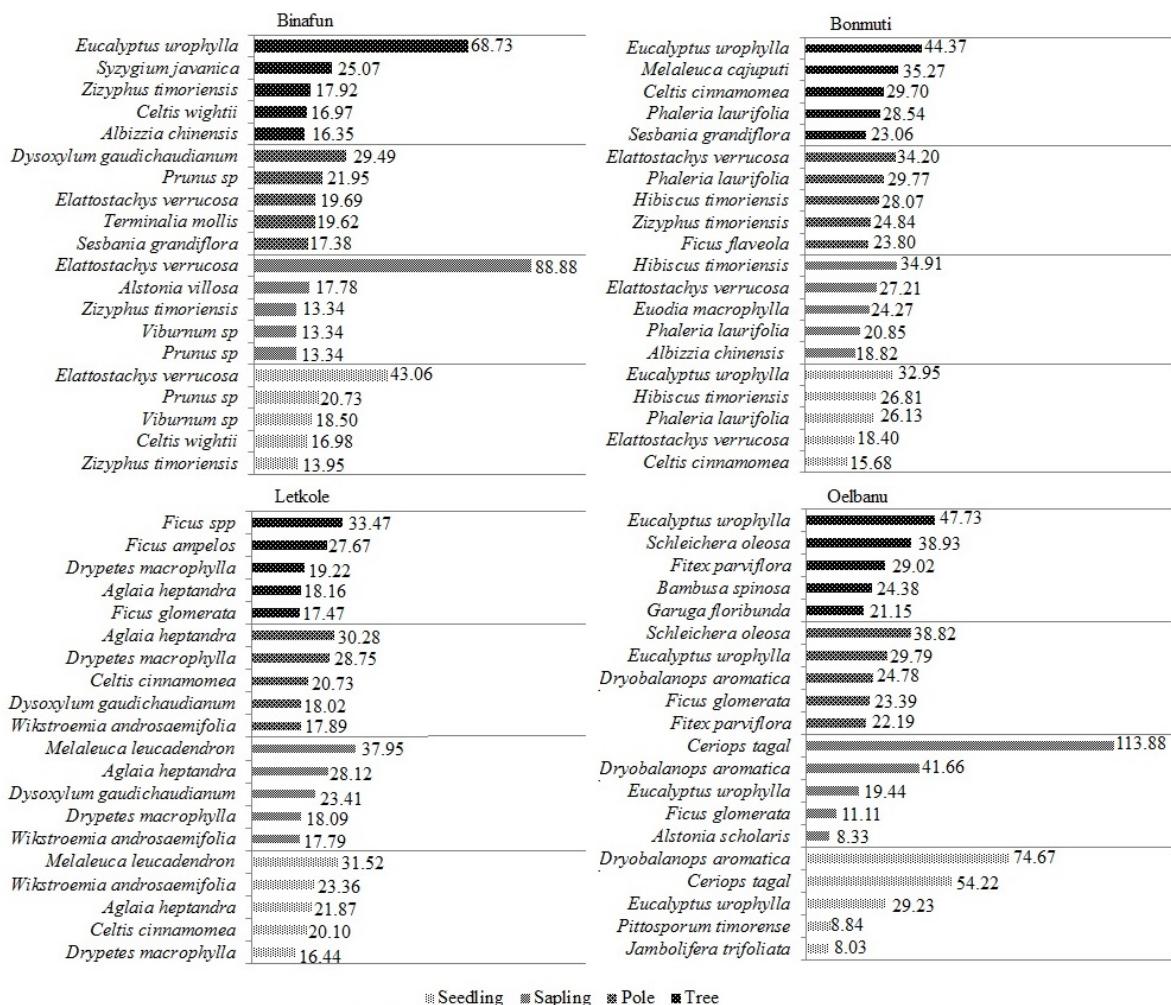 Binafun
Eucalyptus urophylla 68.73
Syzygium javanica 25.07
Zizyphus timoriensis 17.92
Celtis wightii 16.97
Albizzia chinensis 16.35
Dysoxylum gaudichaudianum 29.49
Prunus sp 21.95
Elattostachys verrucosa 19.69
Terminalia mollis 19.62
Sesbania grandiflora 17.38
Elattostachys verrucosa 88.88
Alstonia villosa 17.78
Zizyphus timoriensis 13.34
Viburnum sp 13.34
Prunus sp 13.34
Elattostachys verrucosa 43.06
Prunus sp 20.73
Viburnum sp 18.50
Celtis wightii 16.98
Zizyphus timoriensis 13.95
Bonmuti
Eucalyptus urophylla 44.37
Melaleuca cajuputi 35.27
Celtis cinnamomea 29.70
Phaleria laurifolia 28.54
Sesbania grandiflora 23.06
Elattostachys verrucosa 34.20
Phaleria laurifolia 29.77
Hibiscus timoriensis 28.07
Zizyphus timoriensis 24.84
Ficus flaveola 23.80
Hibiscus timoriensis 34.91
Elattostachys verrucosa 27.21
Euodia macrophylla 24.27
Phaleria laurifolia 20.85
Albizzia chinensis 18.82
Eucalyptus urophylla 32.95
Hibiscus timoriensis 26.81
Phaleria laurifolia 26.13
Elattostachys verrucosa 18.40
Celtis cinnamomea 15.68
Letkole
Ficus spp 33.47
Ficus ampelos 27.67
Drypetes macrophylla 19.22
Aglaia heptandra 18.16
Ficus glomerata 17.47
Aglaia heptandra 30.28
Drypetes macrophylla 28.75
Celtis cinnamomea 20.73
Dysoxylum gaudichaudianum 18.02
Wikstroemia androsaemifolia 17.89
Melaleuca leucadendron 37.95
Aglaia heptandra 28.12
Dysoxylum gaudichaudianum 23.41
Drypetes macrophylla 18.09
Wikstroemia androsaemifolia 17.79
Melaleuca leucadendron 31.52
Wikstroemia androsaemifolia 23.36
Aglaia heptandra 21.87
Celtis cinnamomea 20.10
Drypetes macrophylla 16.44
Oelbanu
Eucalyptus urophylla 47.73
Schleichera oleosa 38.93
Fitex parviflora 29.02
Bambusa spinosa 24.38
Garuga floribunda 21.15
Schleichera oleosa 38.82
Eucalyptus urophylla 29.79
Dryobalanops aromatica 24.78
Ficus glomerata 23.39
Fitex parviflora 22.19
Ceriops tagal 113.88
Dryobalanops aromatica 41.66
Eucalyptus urophylla 19.44
Ficus glomerata 11.11
Alstonia scholaris 8.33
Dryobalanops aromatica 74.67
Ceriops tagal 54.22
Eucalyptus urophylla 29.23
Pittosporum timorense 8.84
Jambolifera trifoliata 8.03
Seedling Sapling Pole Tree